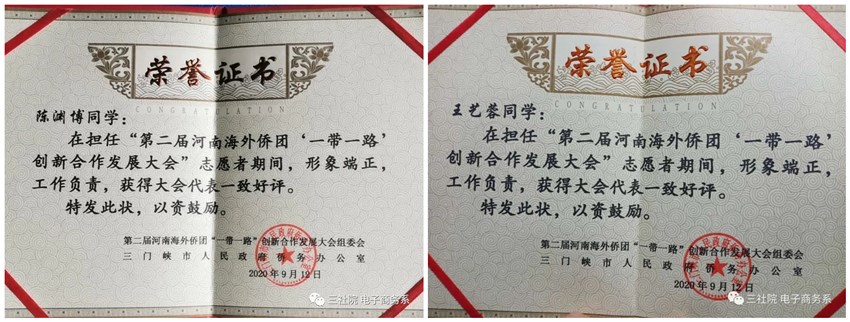 荣誉证书
CONGRATULATION
陈渊博同学：
在担任“第二届河南海外侨团‘一带一路’
创新合作发展大会”志愿者期间，形象端正，
工作负责，获得大会代表一致好评。
特发此状，以资鼓励。
第二届河南海外侨团“一带一路”创新合作发展大会组委会
三门峡市人民政府侨务办公室
2020年9月12日
三社院 电子商务系
荣誉证书
CONGRATULATION
王艺蓉同学：
在担任“第二届河南海外侨团‘一带一路’
创新合作发展大会”志愿者期间，形象端正，
工作负责，获得大会代表一致好评。
特发此状，以资鼓励。
第二届河南海外侨团“一带一路”创新合作发展大会组委会
三门峡市人民政府侨务办公室
2020年9月12日
三社院 电子商务系